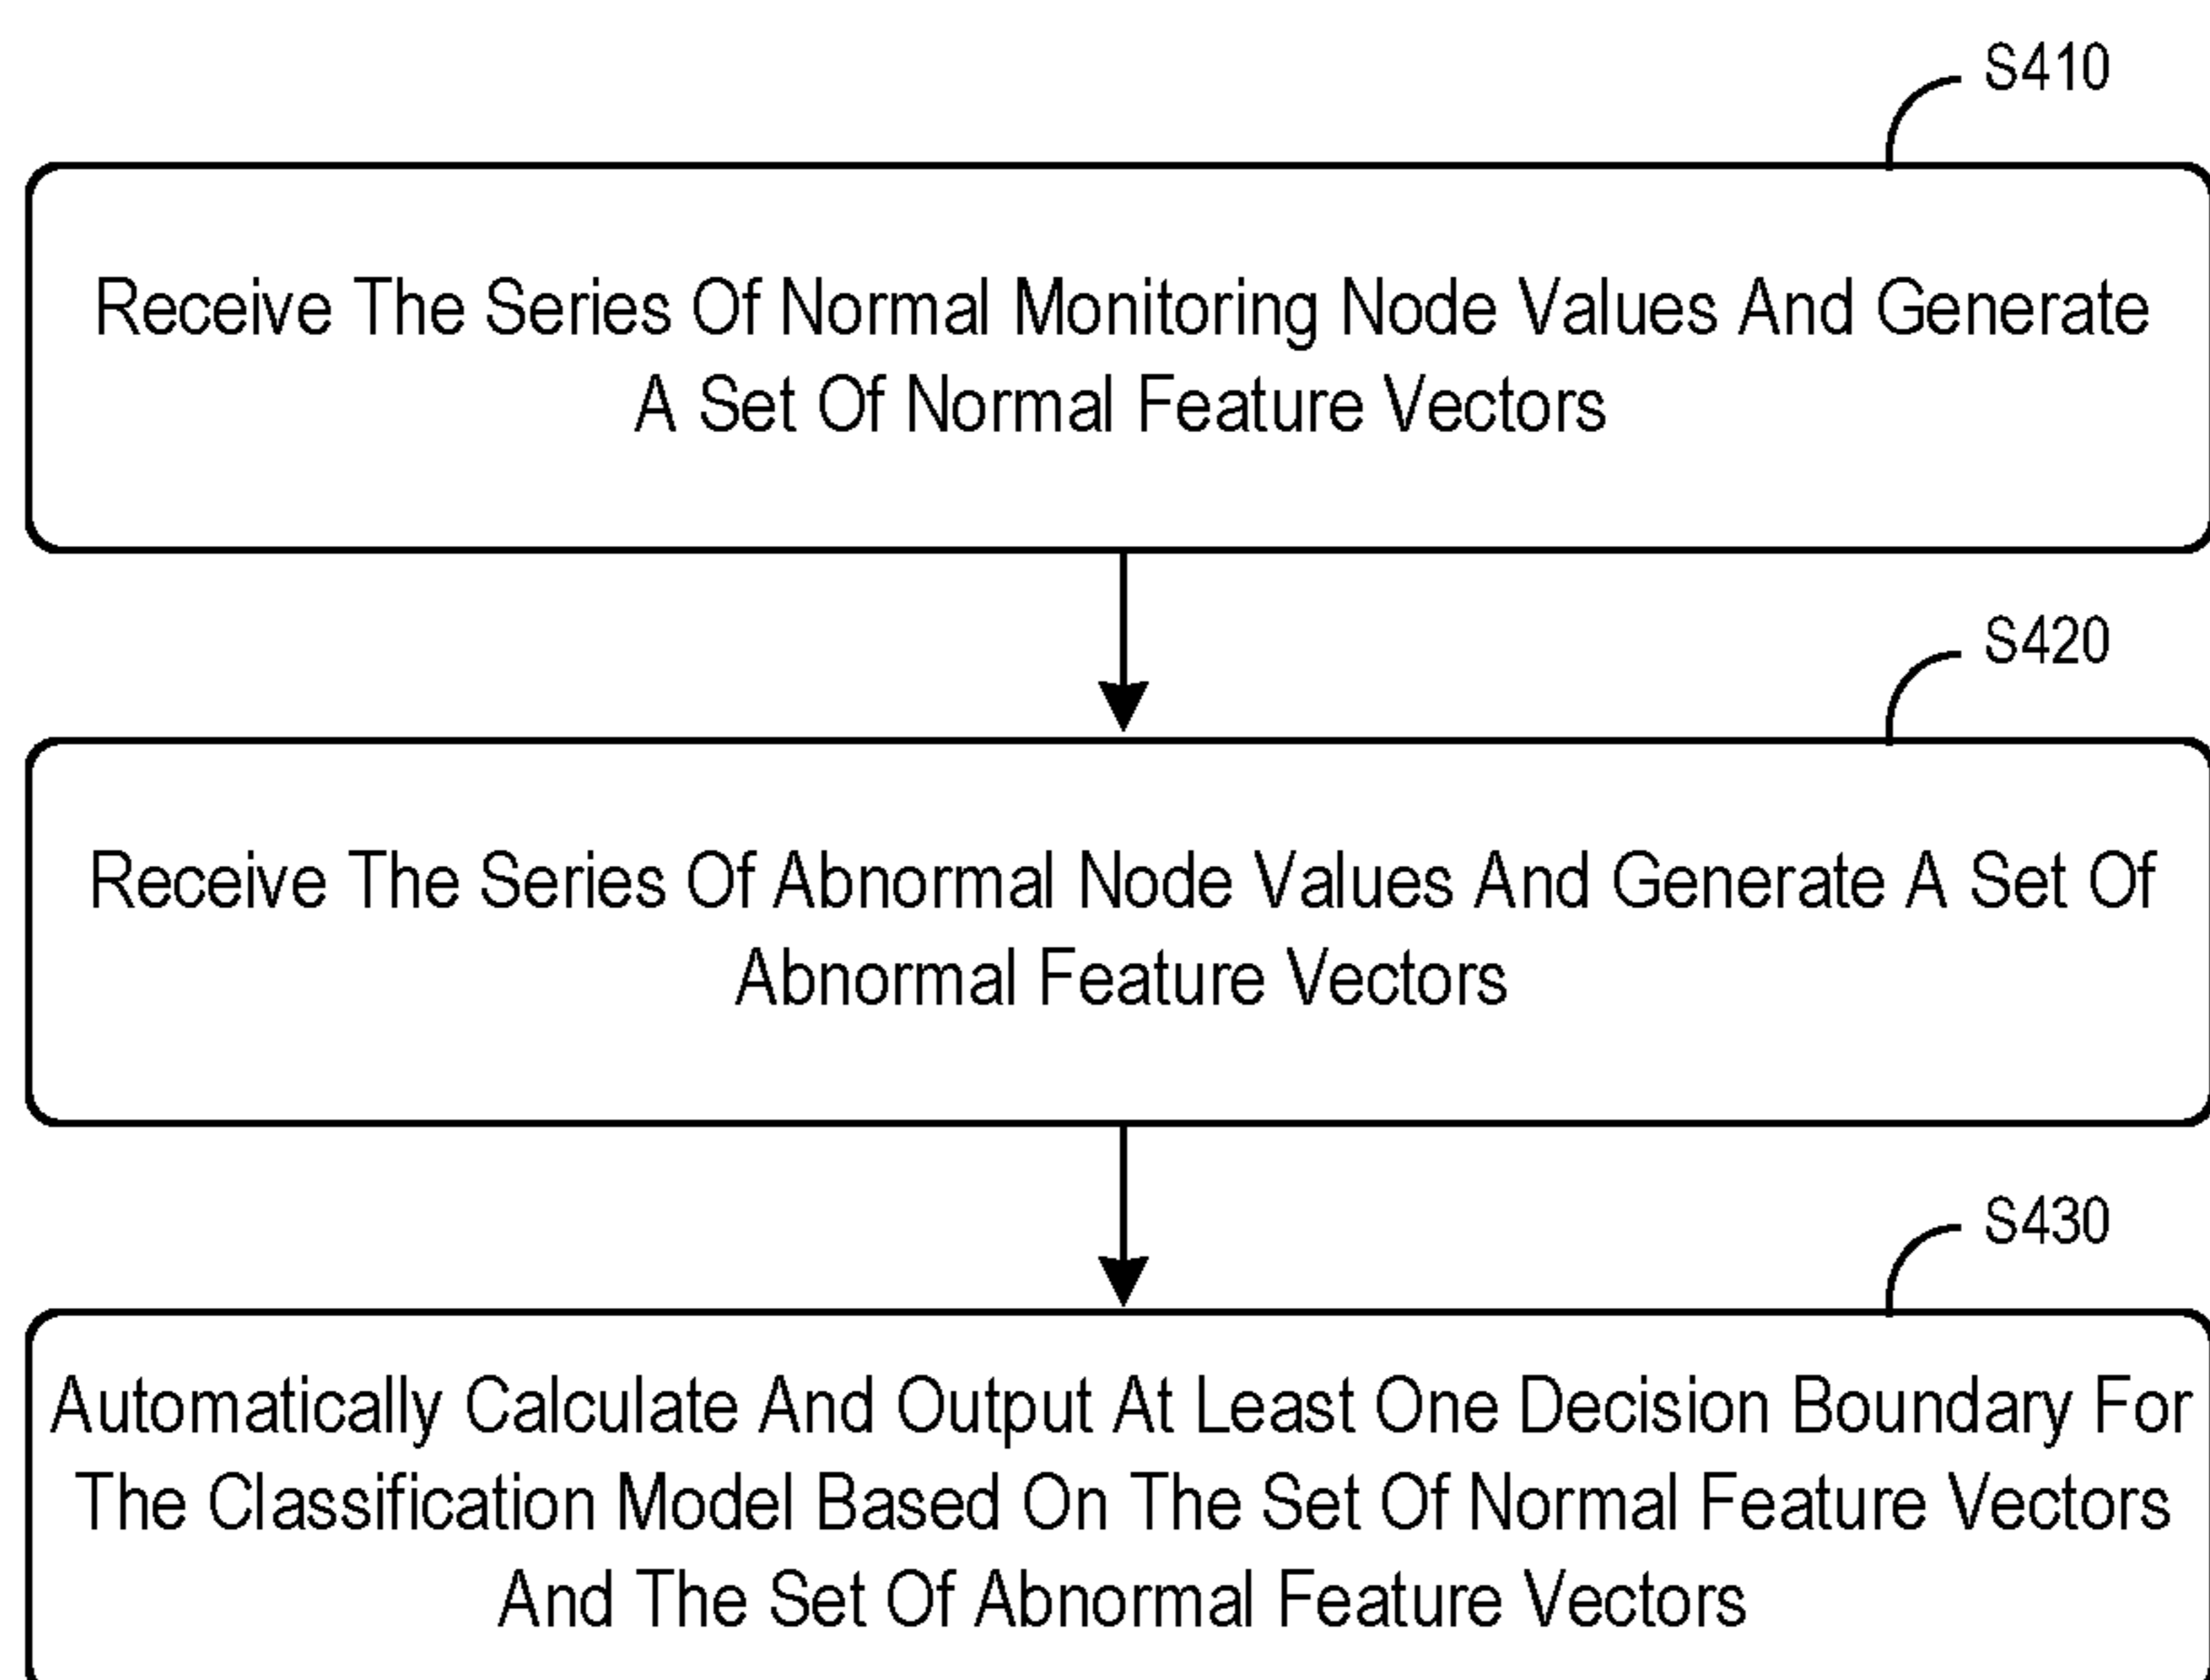 S410
Receive The Series Of Normal Monitoring Node Values And Generate
A Set Of Normal Feature Vectors
S420
Receive The Series Of Abnormal Node Values And Generate A Set Of
Abnormal Feature Vectors
S430
Automatically Calculate And Output At Least One Decision Boundary For
The Classification Model Based On The Set Of Normal Feature Vectors
And The Set Of Abnormal Feature Vectors